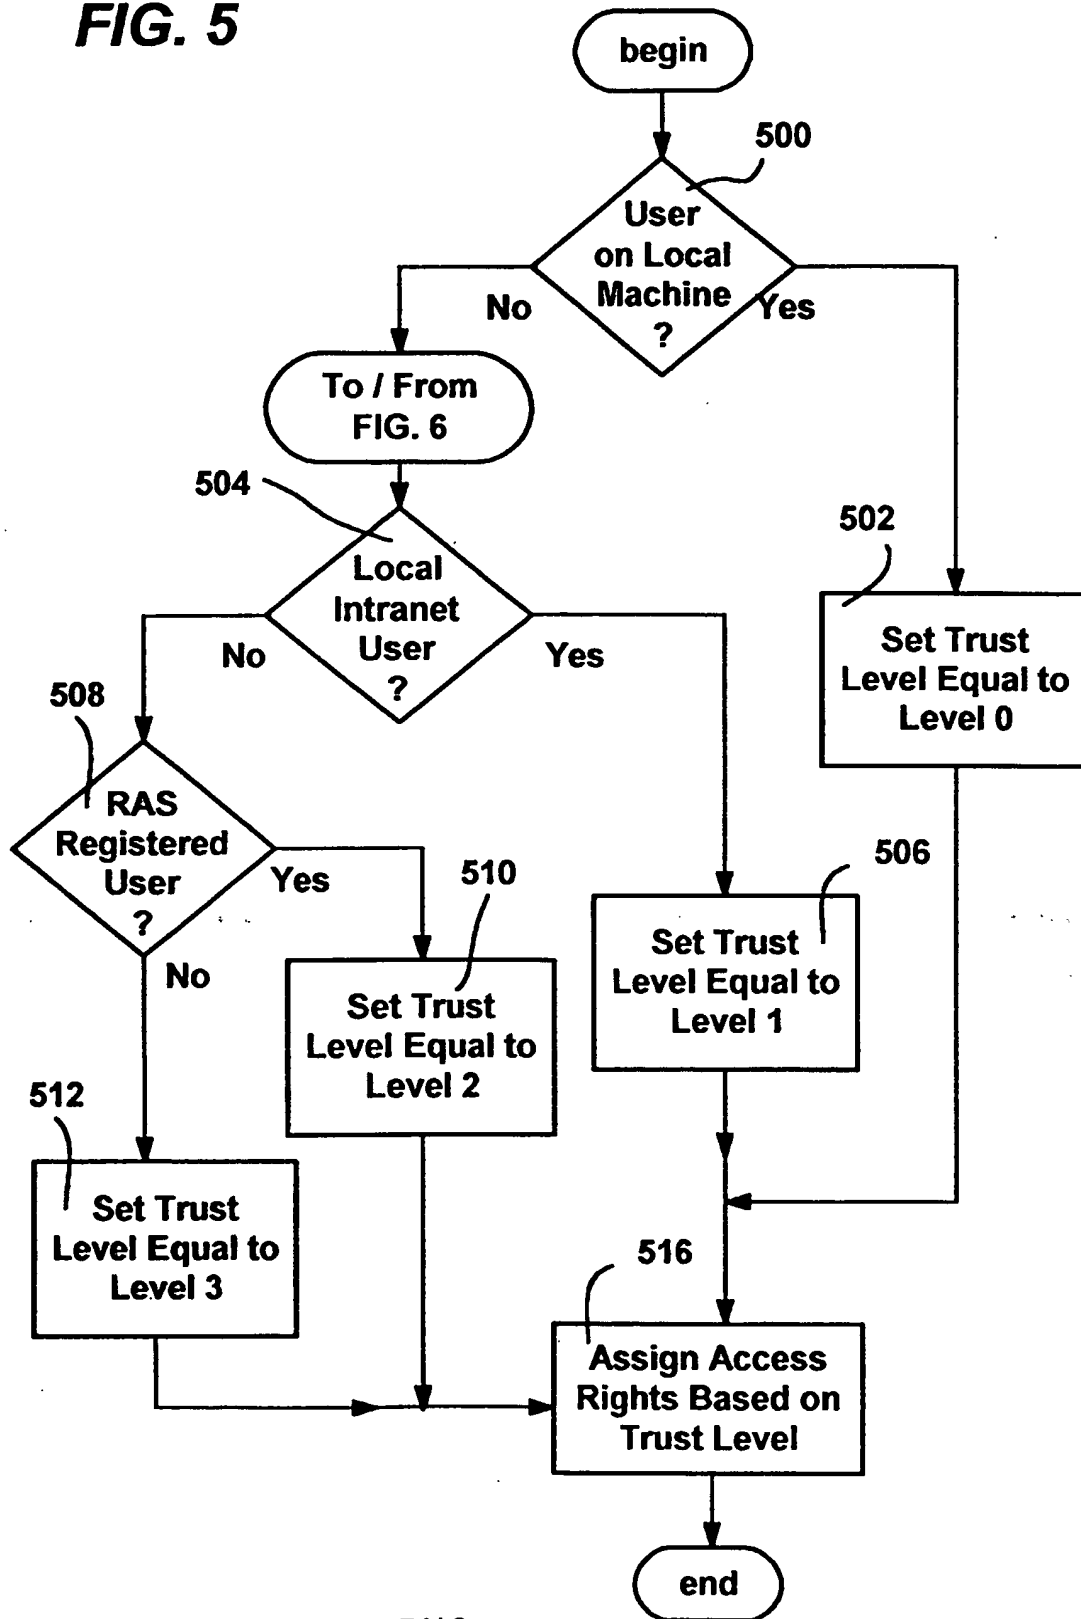 FIG. 5
begin
500
User
on Local
Machine
?
No
Yes
To / From
FIG. 6
504
Local
Intranet
User
?
No
Yes
502
Set Trust
Level Equal to
Level 0
508
RAS
Registered
User
?
Yes
No
510
Set Trust
Level Equal to
Level 2
506
Set Trust
Level Equal to
Level 1
512
Set Trust
Level Equal to
Level 3
516
Assign Access
Rights Based on
Trust Level
end